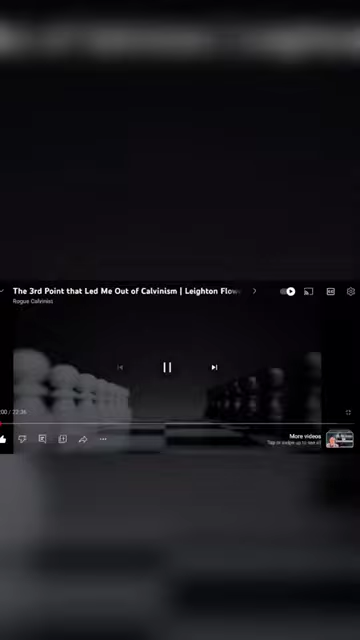 The 3rd Point that Led Me Out of Calvinism | Leighton Flow
Rogue Calvinist
:00 / 22:36
More videos
Tap or swipe up to see all